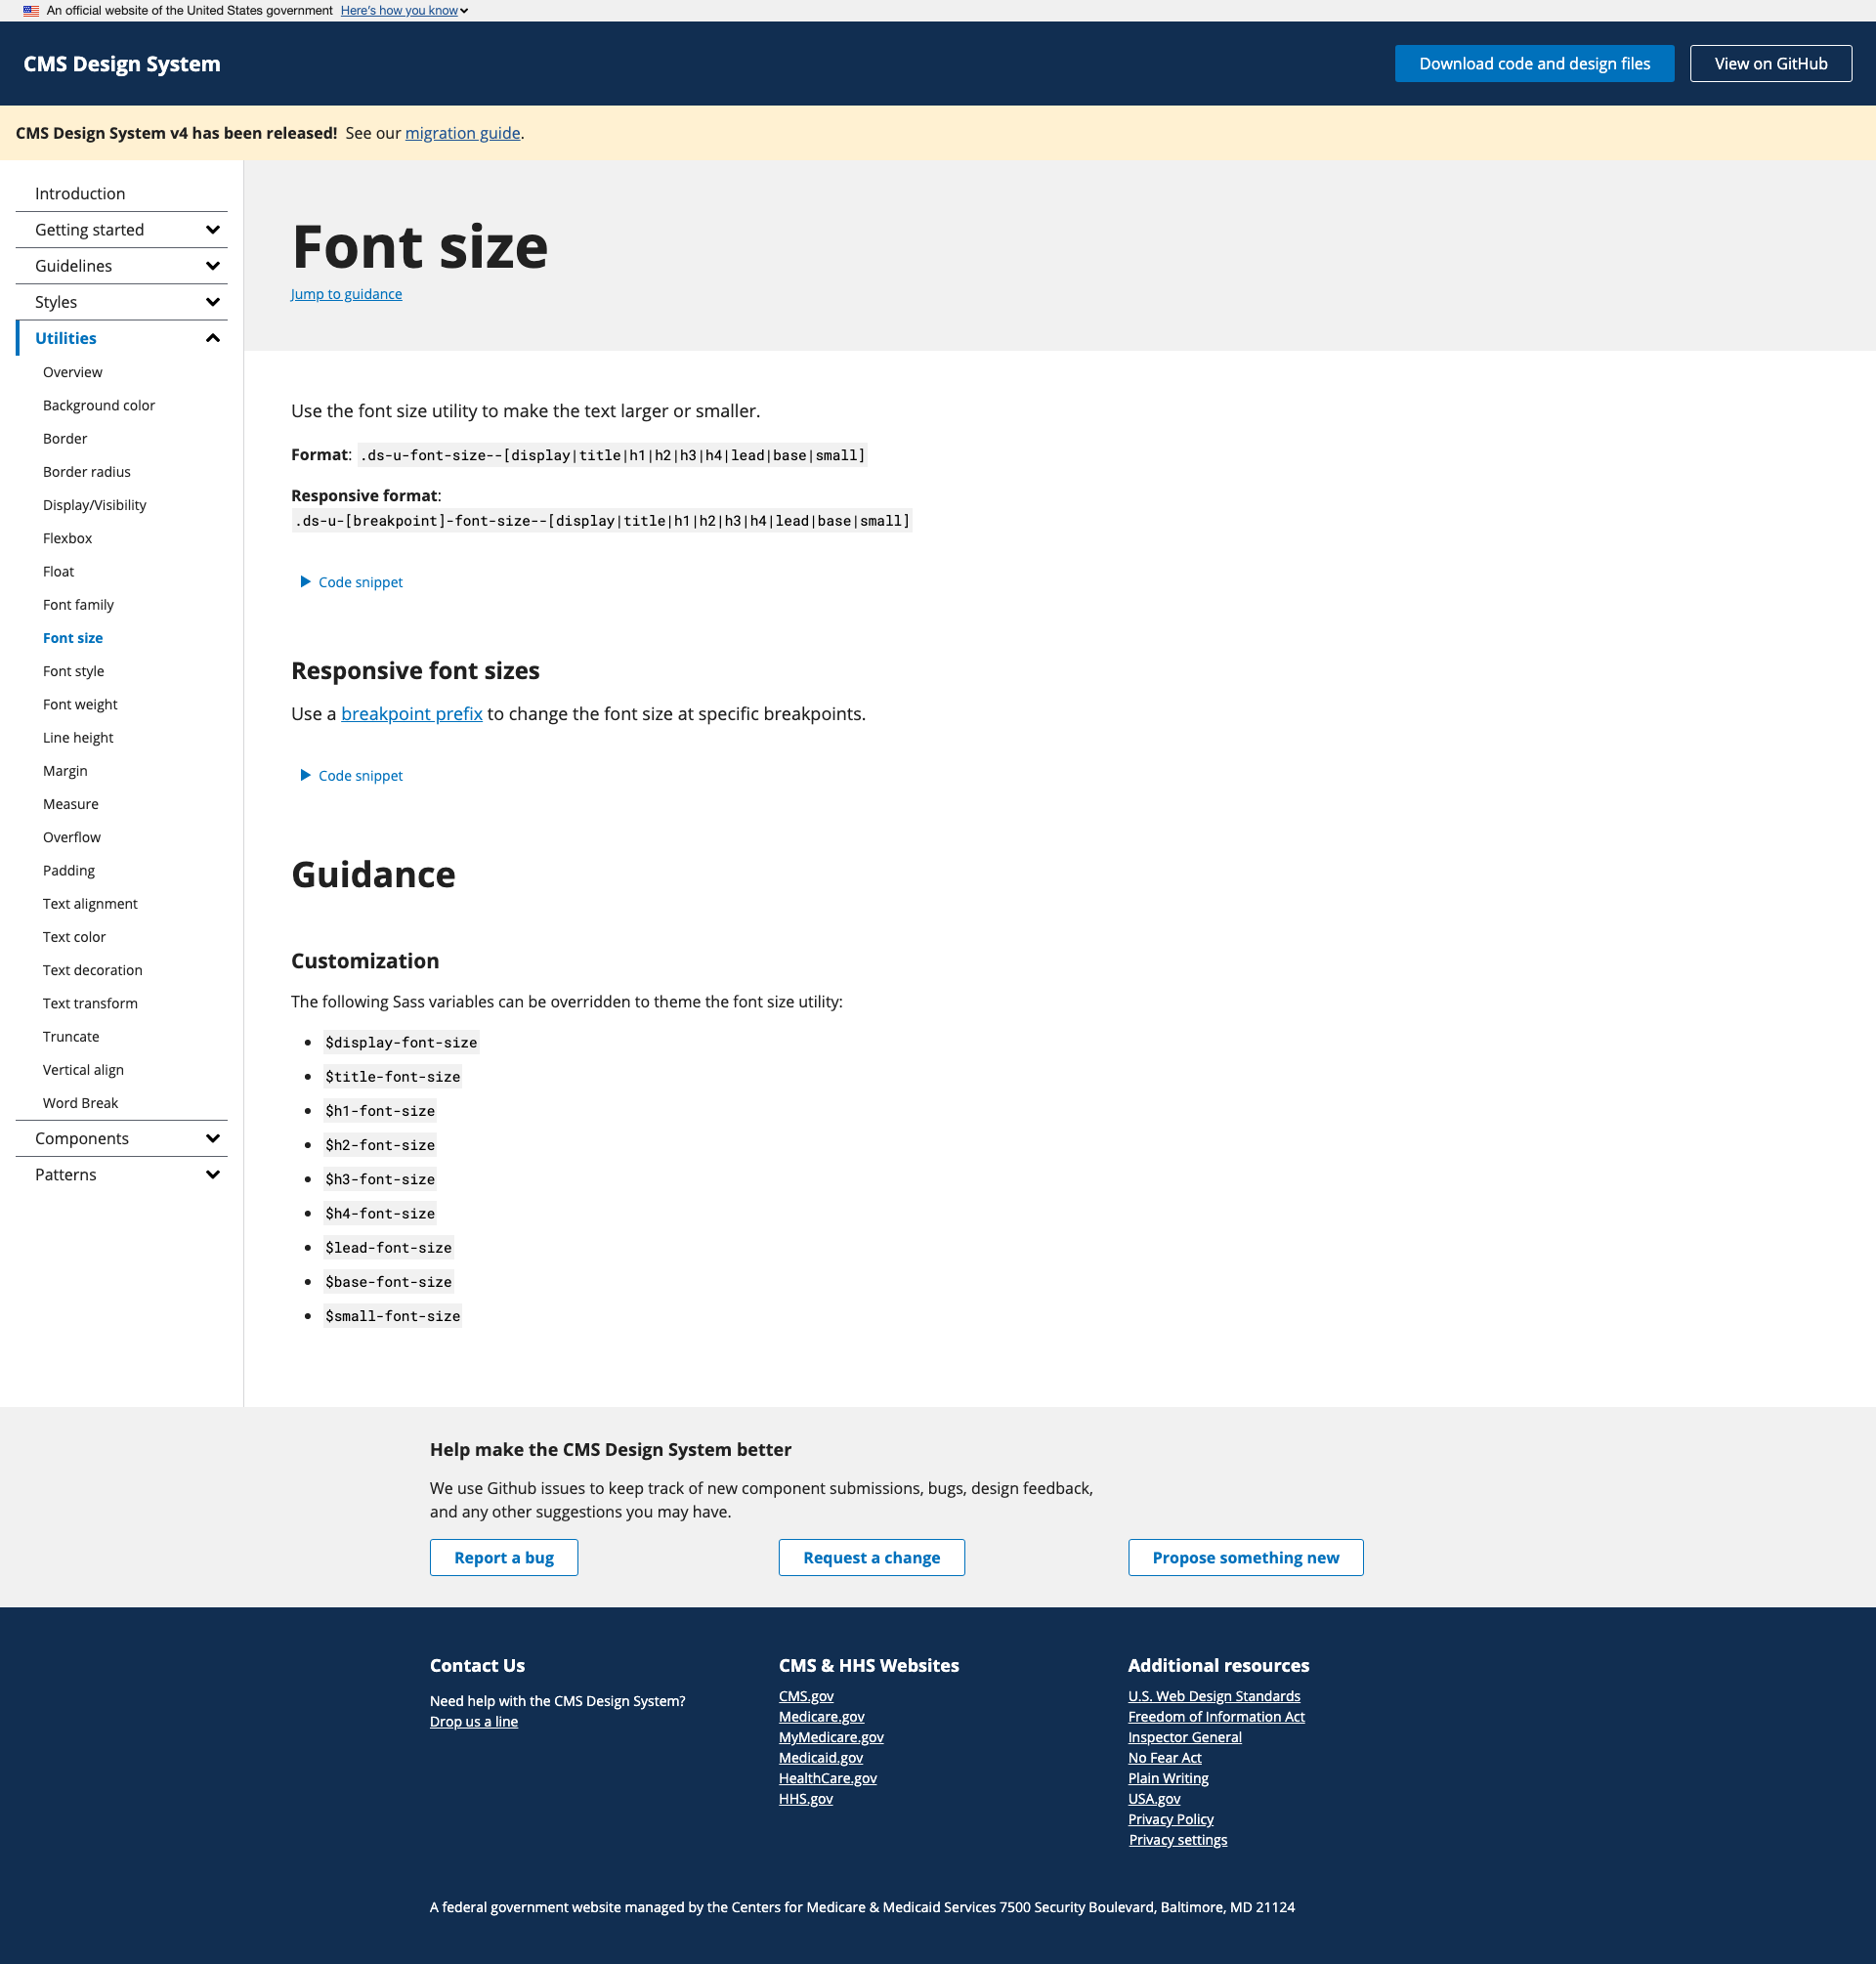 An official website of the United States government Here's how you know
CMS Design System
Download code and design files
View on GitHub
CMS Design System v4 has been released! See our migration guide.
Introduction
Getting started
Guidelines
Styles
Utilities
Overview
Background color
Border
Border radius
Display/Visibility
Flexbox
Float
Font family
Font size
Font style
Font weight
Line height
Margin
Measure
Overflow
Padding
Text alignment
Text color
Text decoration
Text transform
Truncate
Vertical align
Word Break
Components
Patterns
Font size
Jump to guidance
Use the font size utility to make the text larger or smaller.
Format: .ds-u-font-size--[display|title|h1|h2|h3|h4|lead|base|small]
Responsive format:
.ds-u-[breakpoint]-font-size--[display|title|h1|h2|h3|h4|lead|base|small]
Code snippet
Responsive font sizes
Use a breakpoint prefix to change the font size at specific breakpoints.
Code snippet
Guidance
Customization
The following Sass variables can be overridden to theme the font size utility:
$display-font-size
$title-font-size
$h1-font-size
$h2-font-size
$h3-font-size
$h4-font-size
$lead-font-size
$base-font-size
$small-font-size
Help make the CMS Design System better
We use Github issues to keep track of new component submissions, bugs, design feedback,
and any other suggestions you may have.
Report a bug
Request a change
Propose something new
Contact Us
Need help with the CMS Design System?
Drop us a line
CMS & HHS Websites
CMS.gov
Medicare.gov
MyMedicare.gov
Medicaid.gov
HealthCare.gov
HHS.gov
Additional resources
U.S. Web Design Standards
Freedom of Information Act
Inspector General
No Fear Act
Plain Writing
USA.gov
Privacy Policy
Privacy settings
A federal government website managed by the Centers for Medicare & Medicaid Services 7500 Security Boulevard, Baltimore, MD 21124